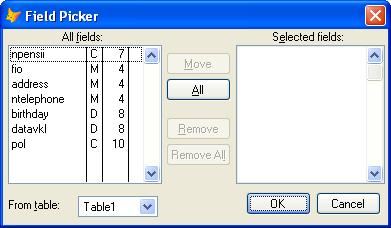 Field Picker
All fields:
Selected fields:
npensii C 7
fio M 4
address M 4
ntelephone M 4
birthday D 8
datavkl D 8
pol C 10
Move
All
Remove
Remove All
From table: Table1
OK
Cancel